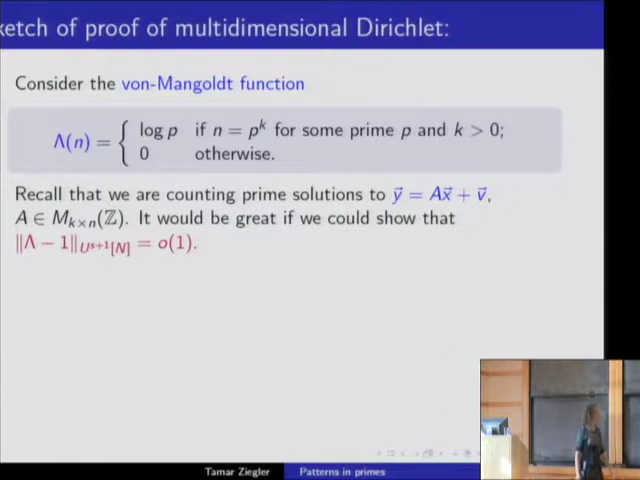 ketch of proof of multidimensional Dirichlet:
Consider the von-Mangoldt function
Λ(n) = { log p if n = p^k for some prime p and k > 0;
0 otherwise.
Recall that we are counting prime solutions to y⃗ = Ax⃗ + v⃗,
A ∈ M_{k×n}(ℤ). It would be great if we could show that
‖Λ − 1‖_{U^{s+1}[N]} = o(1).
Tamar Ziegler Patterns in primes